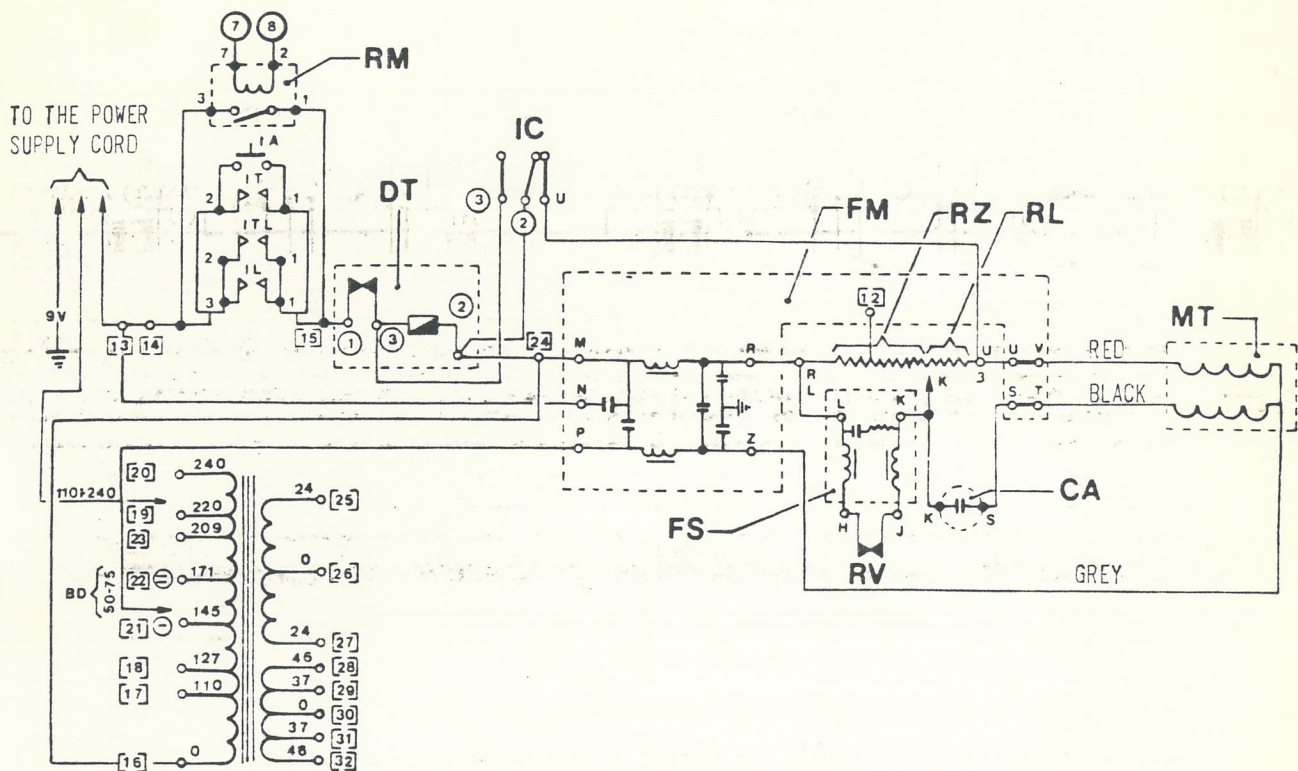 7 8
7 2
RM
3 1
TO THE POWER
SUPPLY CORD
IA
IT
2 1
ITL
2 1
IL
3 1
IC
DT
3 2 U
FM RZ RL
9V
[13] [14] [15]
1 3 2
[24]
[12]
MT
M R R U U V RED
3
L K
N L K S T BLACK
P Z
[20] 240
110÷240
[19] 220
[23] 209
[22] 171
BD 50-75
145
[21]
[18] 127
[17] 110
[16] 0
24 [25]
0 [26]
24 [27]
46 [28]
37 [29]
0 [30]
37 [31]
46 [32]
FS H J
RV
K S CA
GREY